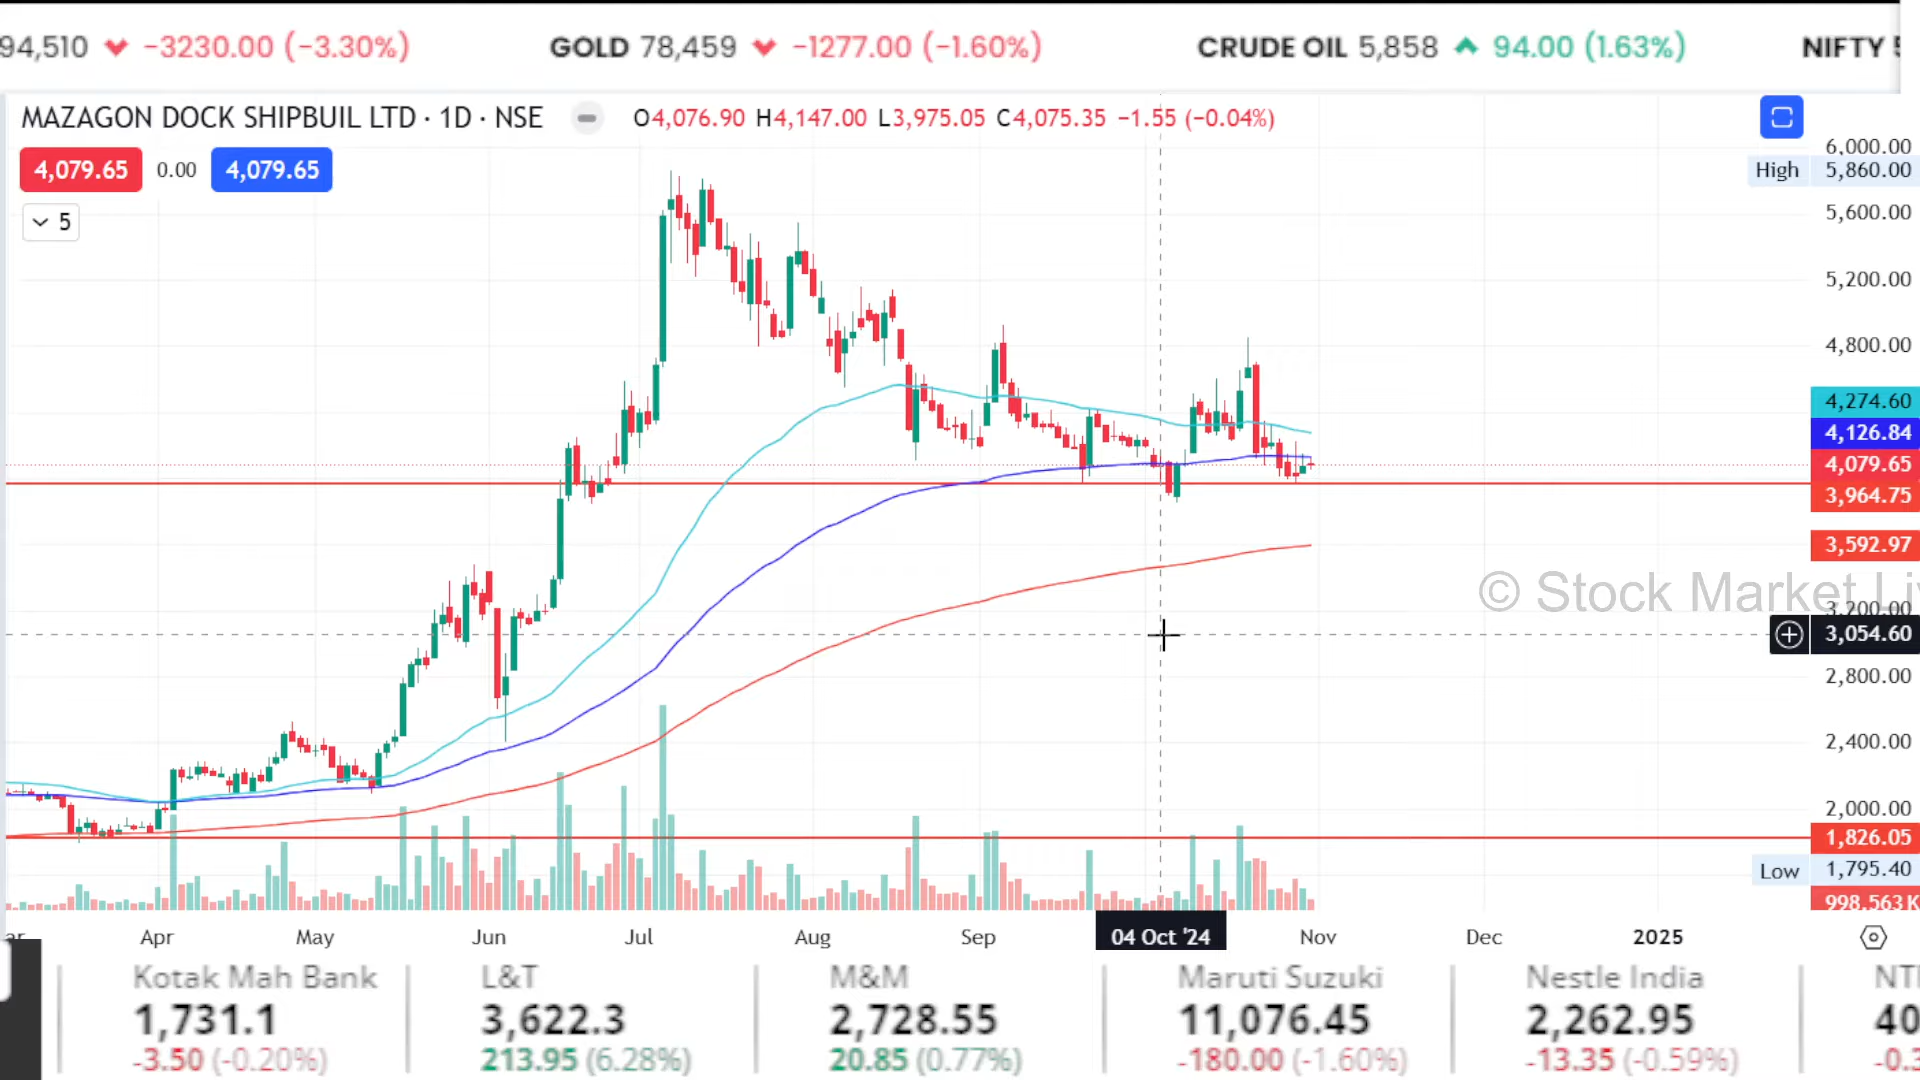 94,510 -3230.00 (-3.30%) GOLD 78,459 -1277.00 (-1.60%) CRUDE OIL 5,858 94.00 (1.63%) NIFTY
MAZAGON DOCK SHIPBUIL LTD · 1D · NSE O4,076.90 H4,147.00 L3,975.05 C4,075.35 −1.55 (−0.04%)
4,079.65 0.00 4,079.65
5
6,000.00
High 5,860.00
5,600.00
5,200.00
4,800.00
4,274.60
4,126.84
4,079.65
3,964.75
3,592.97
© Stock Market Liv
3,200.00
3,054.60
2,800.00
2,400.00
2,000.00
1,826.05
Low 1,795.40
998.563K
Apr May Jun Jul Aug Sep 04 Oct '24 Nov Dec 2025
Kotak Mah Bank L&T M&M Maruti Suzuki Nestle India
1,731.1 3,622.3 2,728.55 11,076.45 2,262.95 40
-3.50 (-0.20%) 213.95 (6.28%) 20.85 (0.77%) -180.00 (-1.60%) -13.35 (-0.59%)